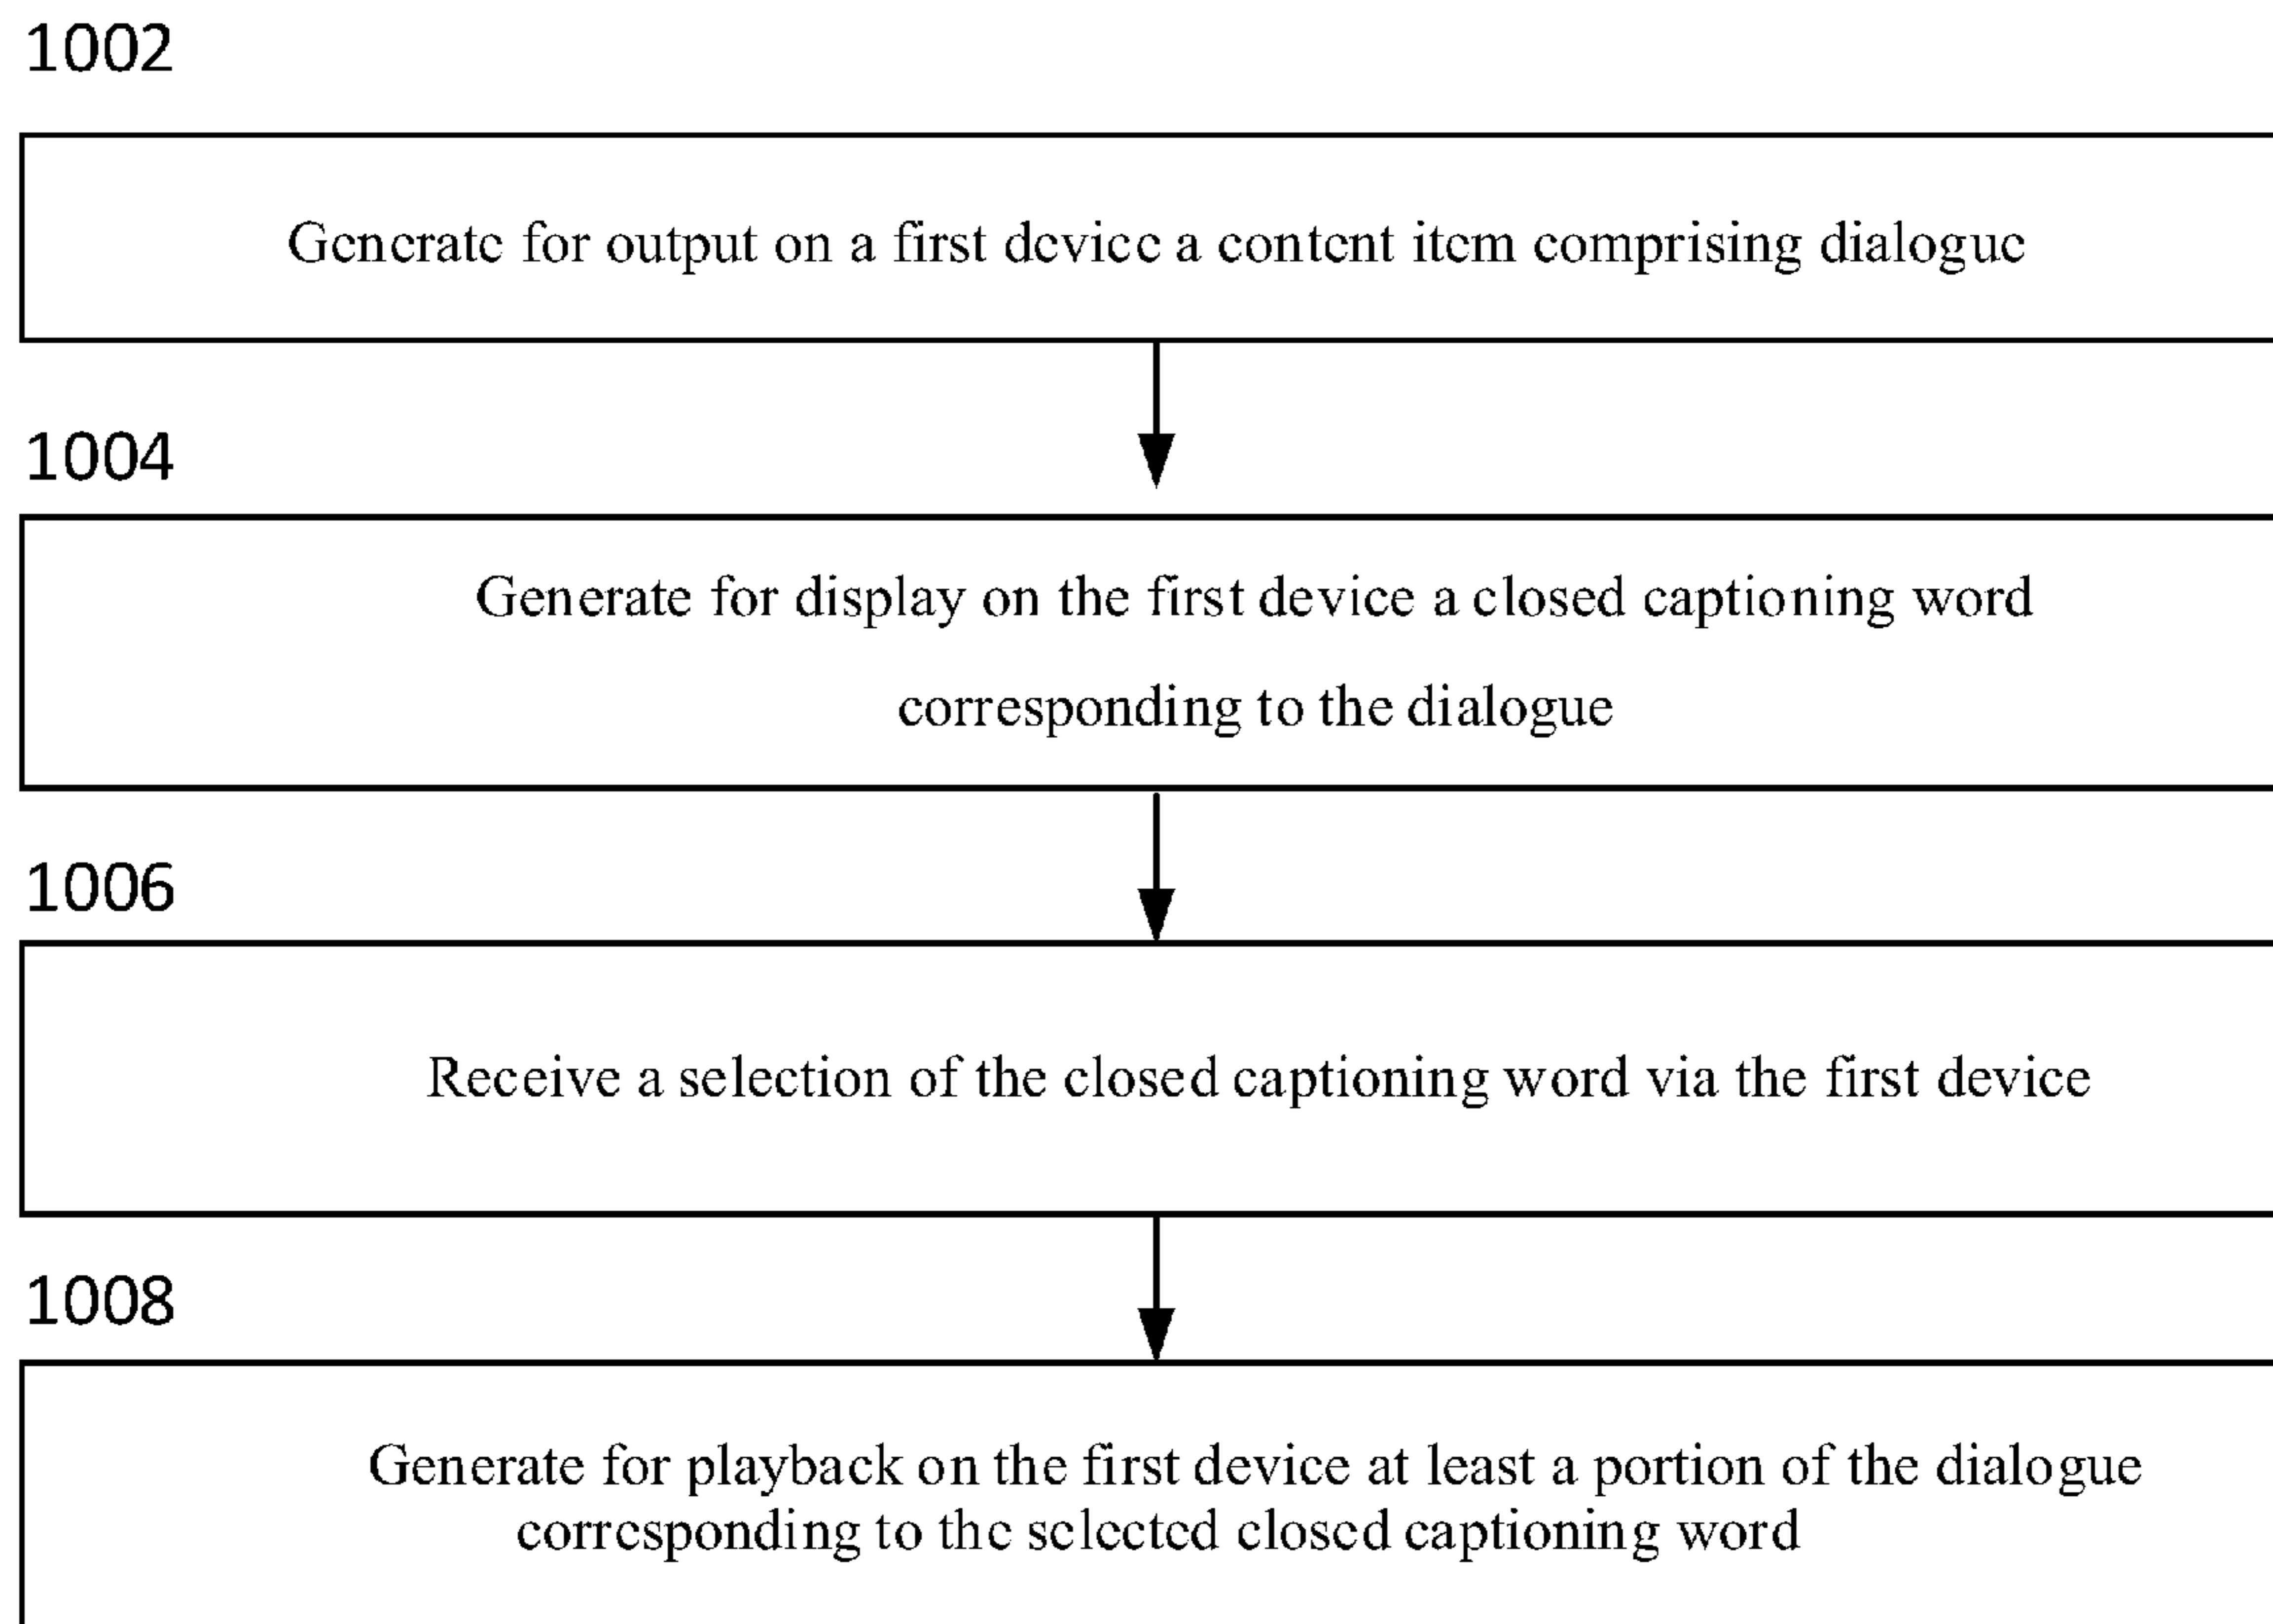 1002
Generate for output on a first device a content item comprising dialogue
1004
Generate for display on the first device a closed captioning word
corresponding to the dialogue
1006
Receive a selection of the closed captioning word via the first device
1008
Generate for playback on the first device at least a portion of the dialogue
corresponding to the selected closed captioning word